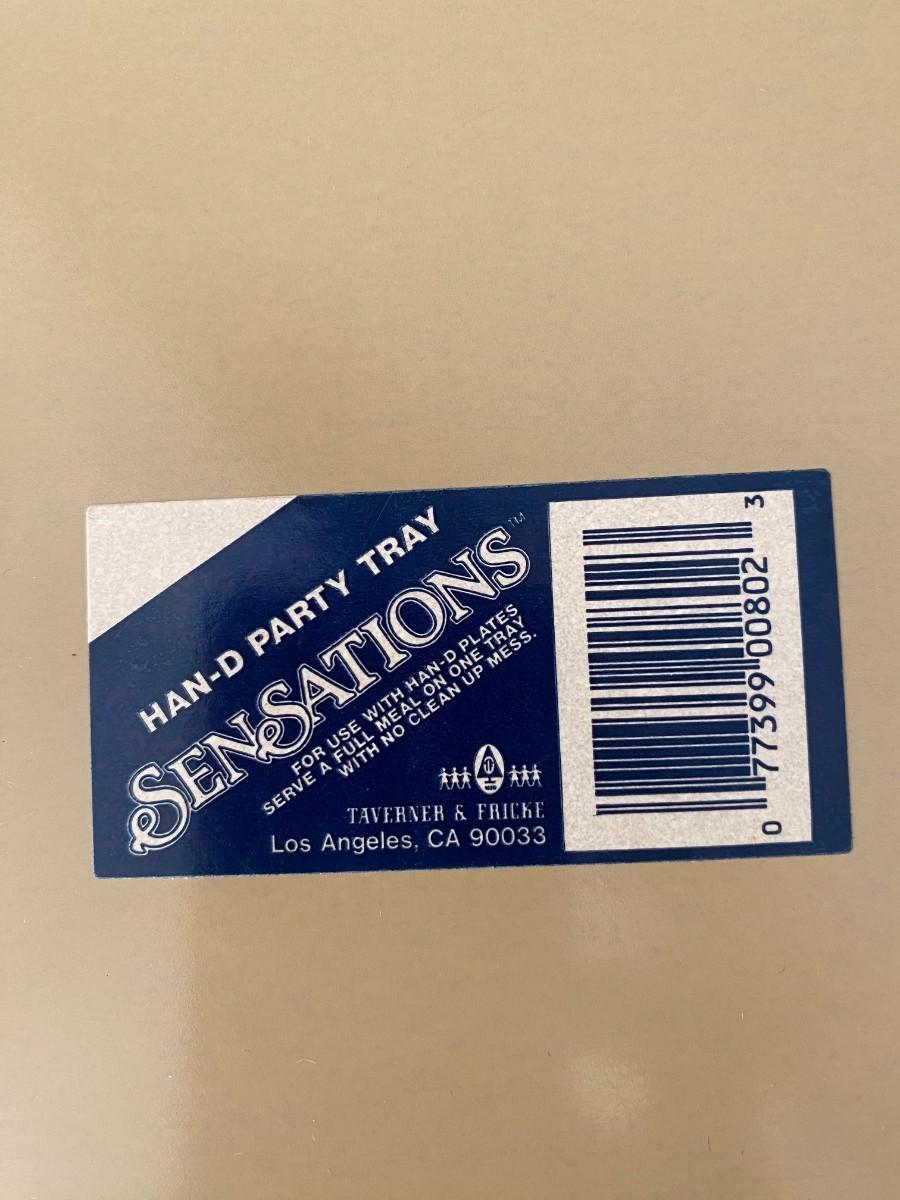 HAN-D PARTY TRAY
SENSATIONS™
FOR USE WITH HAN-D PLATES
SERVE A FULL MEAL ON ONE TRAY
WITH NO CLEAN UP MESS.
TAVERNER & FRICKE
Los Angeles, CA 90033
0 77399 00802 3